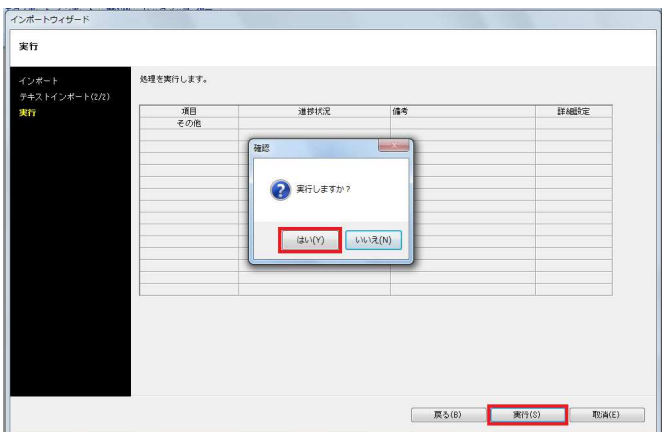 インポートウィザード
実行
インポート
テキストインポート(2/2)
実行
処理を実行します。
項目 進捗状況 備考 詳細設定
その他
確認
実行しますか?
はい(Y) いいえ(N)
戻る(B) 実行(S) 取消(E)